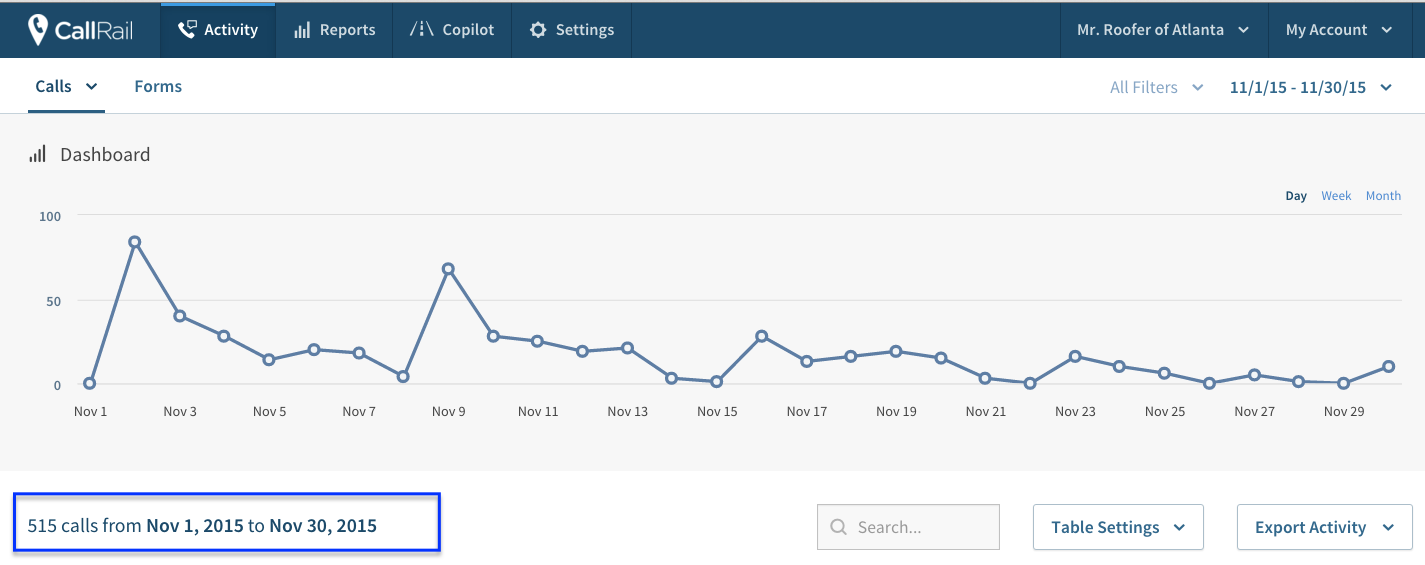 CallRail Activity Reports Copilot Settings Mr. Roofer of Atlanta My Account
Calls Forms All Filters 11/1/15 - 11/30/15
Dashboard
Day Week Month
100
50
0
Nov 1 Nov 3 Nov 5 Nov 7 Nov 9 Nov 11 Nov 13 Nov 15 Nov 17 Nov 19 Nov 21 Nov 23 Nov 25 Nov 27 Nov 29
515 calls from Nov 1, 2015 to Nov 30, 2015 Search... Table Settings Export Activity